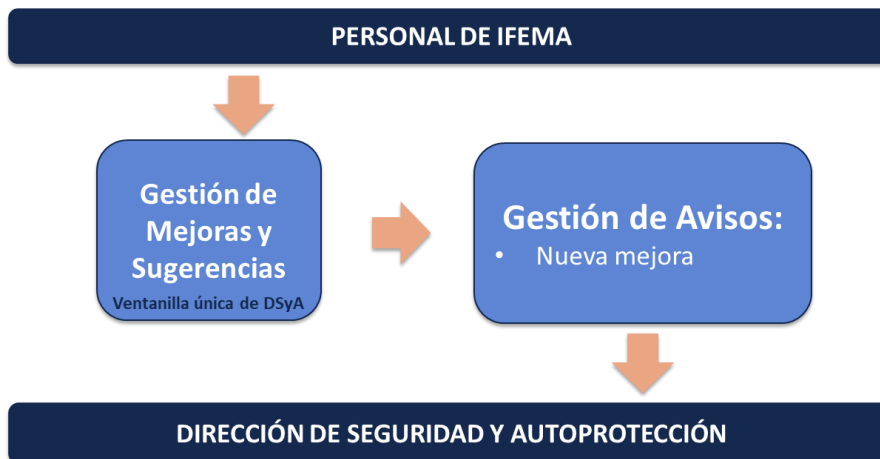 PERSONAL DE IFEMA
Gestión de
Mejoras y
Sugerencias
Ventanilla única de DSyA
Gestión de Avisos:
• Nueva mejora
DIRECCIÓN DE SEGURIDAD Y AUTOPROTECCIÓN